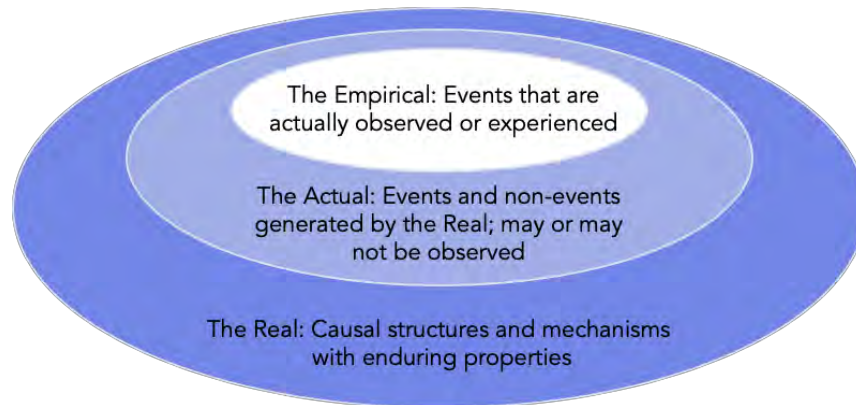 The Empirical: Events that are
actually observed or experienced
The Actual: Events and non-events
generated by the Real; may or may
not be observed
The Real: Causal structures and mechanisms
with enduring properties